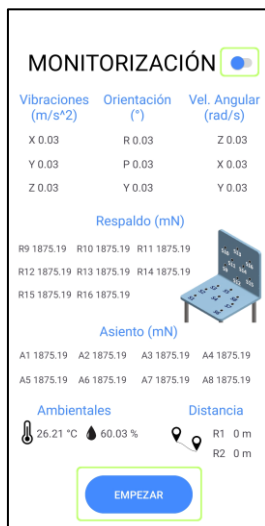 MONITORIZACIÓN
Vibraciones Orientación Vel. Angular
(m/s^2) (°) (rad/s)
X 0.03 R 0.03 Z 0.03
Y 0.03 P 0.03 X 0.03
Z 0.03 Y 0.03 Y 0.03
Respaldo (mN)
R9 1875.19 R10 1875.19 R11 1875.19
R12 1875.19 R13 1875.19 R14 1875.19
R15 1875.19 R16 1875.19
Asiento (mN)
A1 1875.19 A2 1875.19 A3 1875.19 A4 1875.19
A5 1875.19 A6 1875.19 A7 1875.19 A8 1875.19
Ambientales Distancia
26.21 °C 60.03 % R1 0 m
R2 0 m
EMPEZAR